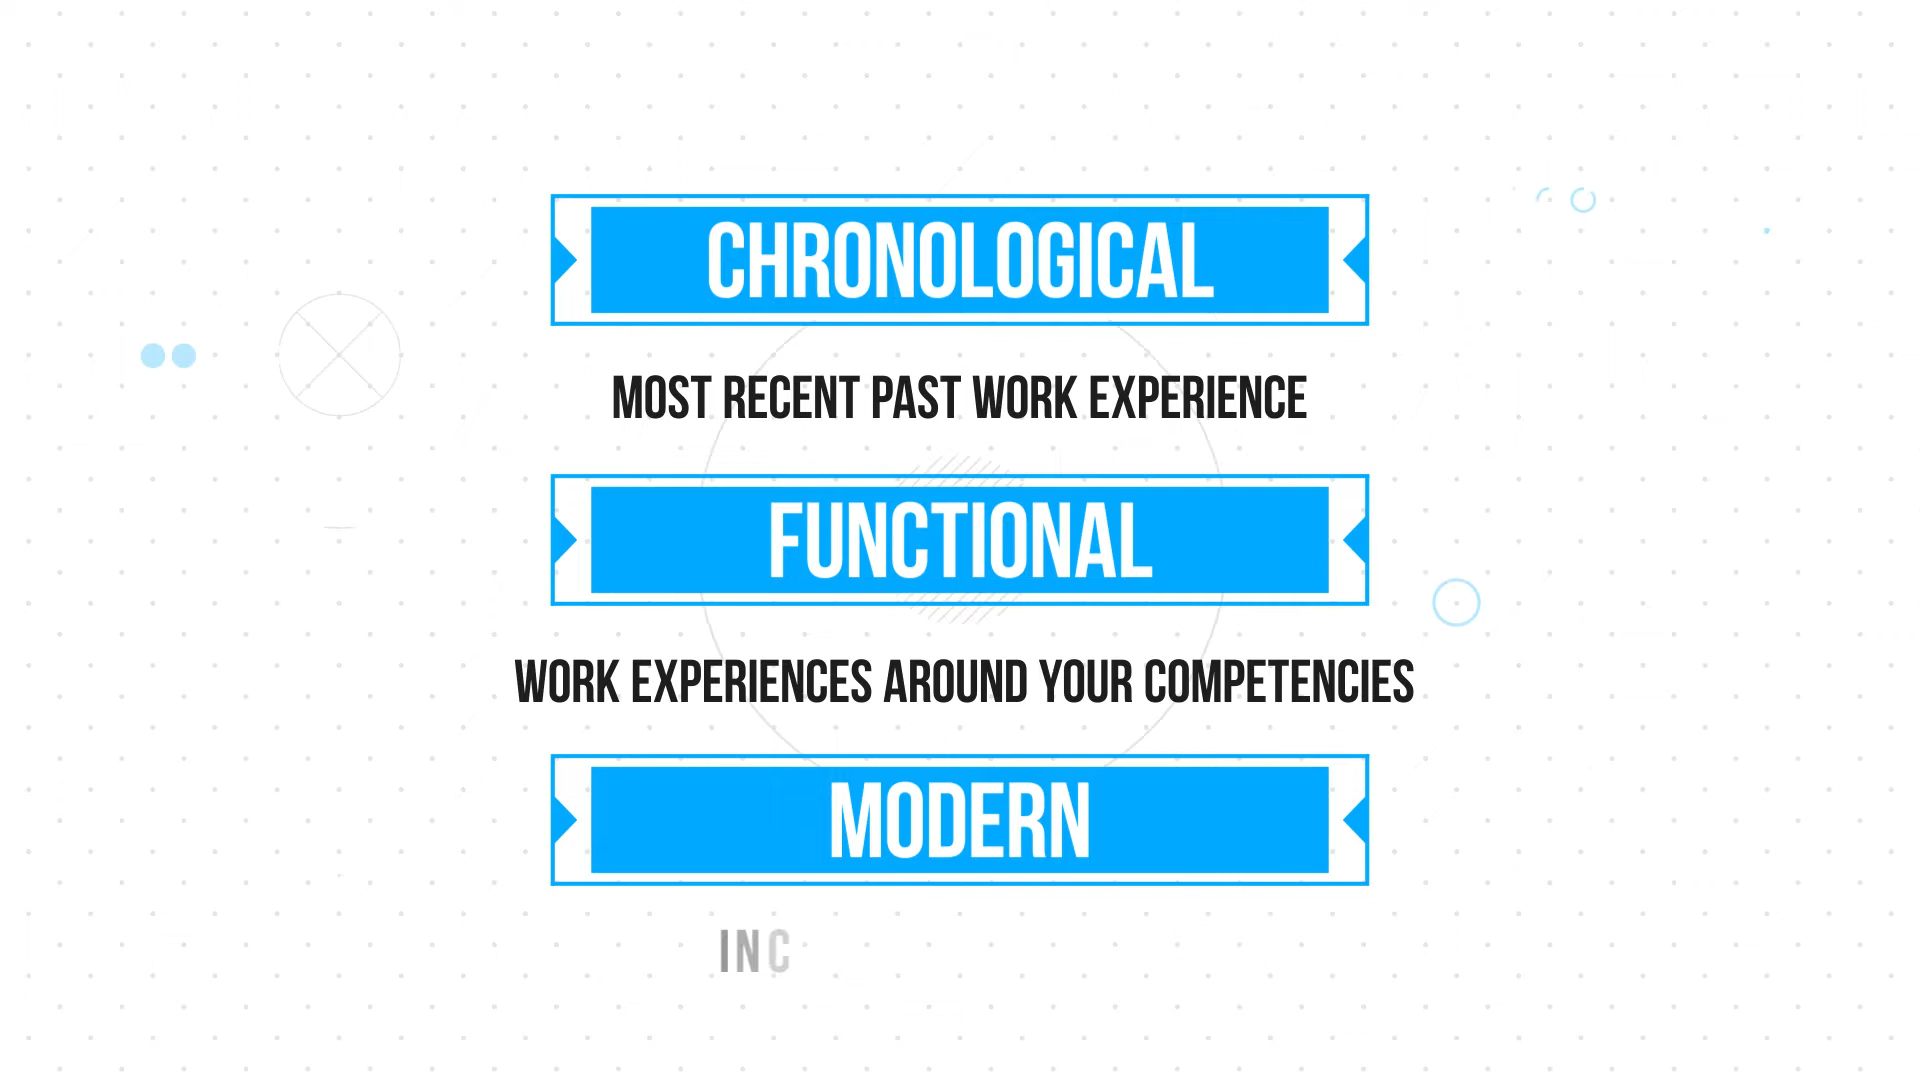 CHRONOLOGICAL
MOST RECENT PAST WORK EXPERIENCE
FUNCTIONAL
WORK EXPERIENCES AROUND YOUR COMPETENCIES
MODERN
INC